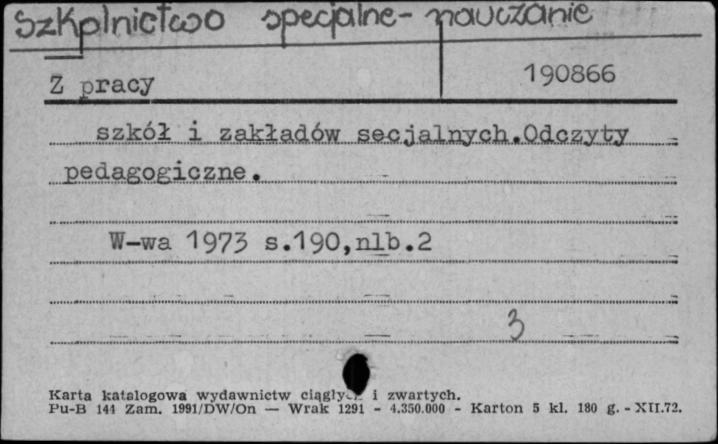 Szkolnictwo specjalne - nauczanie
Z pracy 190866
szkół i zakładów secjalnych.Odczyty
pedagogiczne.
W-wa 1973 s.190,nlb.2
3
Karta katalogowa wydawnictw ciągłych i zwartych.
Pu-B 144 Zam. 1991/DW/On — Wrak 1291 - 4.350.000 - Karton 5 kl. 180 g. - XII.72.